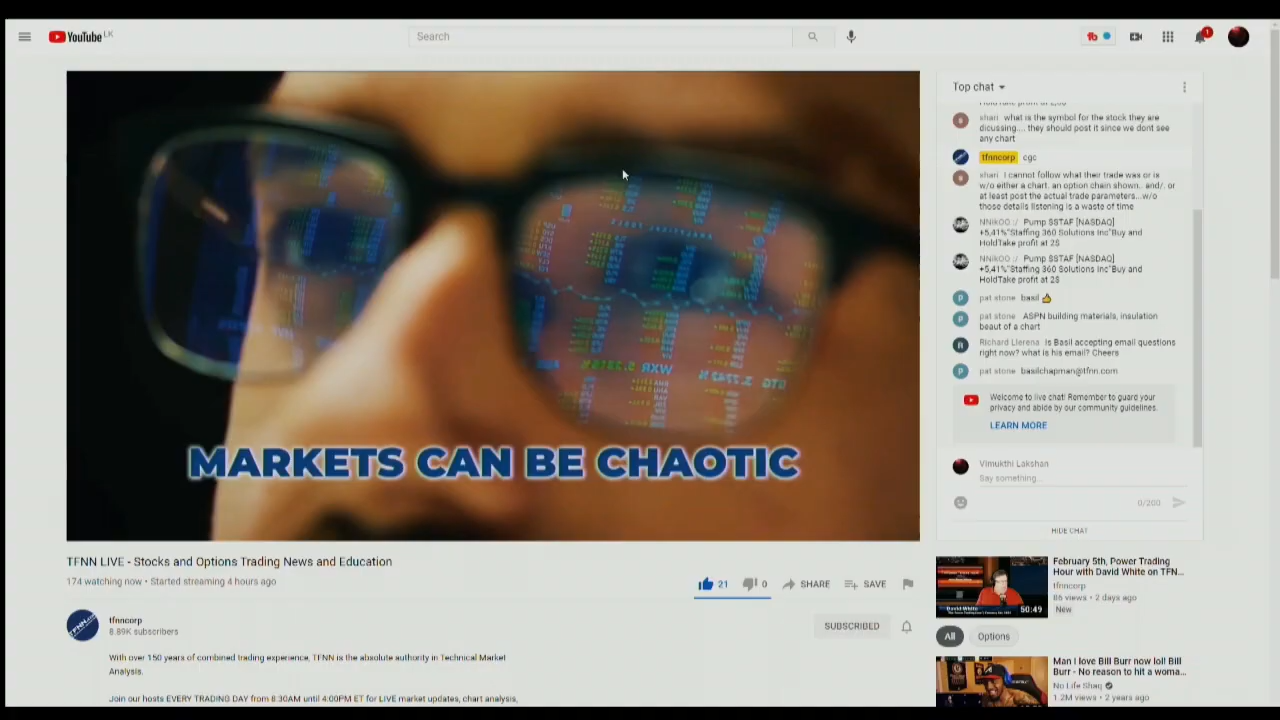 YouTube LK
Search
1
MARKETS CAN BE CHAOTIC
TFNN LIVE - Stocks and Options Trading News and Education
174 watching now • Started streaming 4 hours ago
21
0
SHARE
SAVE
tfnncorp
8.89K subscribers
SUBSCRIBED
With over 150 years of combined trading experience, TFNN is the absolute authority in Technical Market
Analysis.
Join our hosts EVERY TRADING DAY from 8:30AM until 4:00PM ET for LIVE market updates, chart analysis,
Top chat
shari what is the symbol for the stock they are
dicussing.... they should post it since we dont see
any chart
tfnncorp cgc
shari I cannot follow what their trade was or is
w/o either a chart. an option chain shown.. and/. or
at least post the actual trade parameters...w/o
those details listening is a waste of time
NNikOO :/ Pump $STAF [NASDAQ]
+5,41%"Staffing 360 Solutions Inc"Buy and
HoldTake profit at 2$
NNikOO :/ Pump $STAF [NASDAQ]
+5,41%"Staffing 360 Solutions Inc"Buy and
HoldTake profit at 2$
pat stone basil 👍
pat stone ASPN building materials, insulation
beaut of a chart
Richard Llerena Is Basil accepting email questions
right now? what is his email? Cheers
pat stone basilchapman@tfnn.com
Welcome to live chat! Remember to guard your
privacy and abide by our community guidelines.
LEARN MORE
Vimukthi Lakshan
Say something...
0/200
HIDE CHAT
February 5th, Power Trading
Hour with David White on TFN...
tfnncorp
86 views • 2 days ago
New
David White
50:49
All
Options
Man I love Bill Burr now lol! Bill
Burr - No reason to hit a woma...
No Life Shaq
1.2M views • 2 years ago